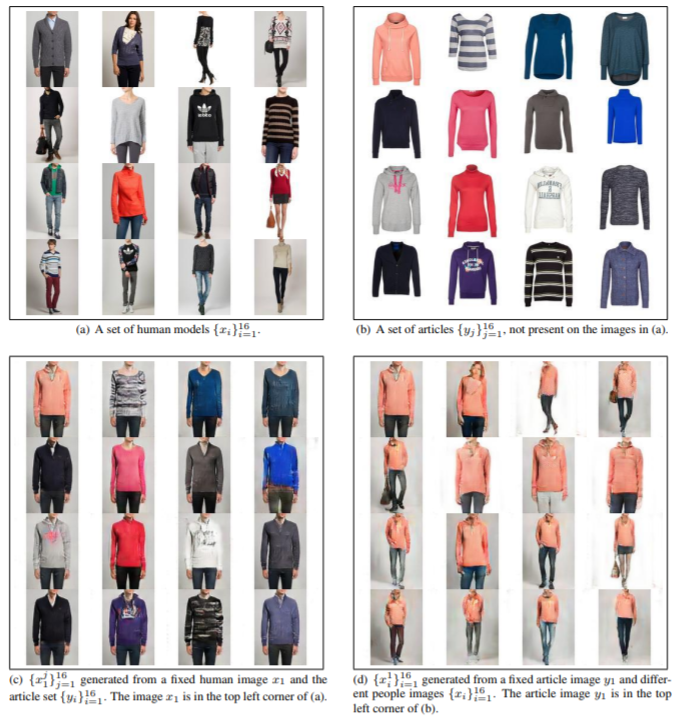 (a) A set of human models $\{x_i\}_{i=1}^{16}$.
(b) A set of articles $\{y_j\}_{j=1}^{16}$, not present on the images in (a).
(c) $\{x_1^j\}_{j=1}^{16}$ generated from a fixed human image $x_1$ and the
article set $\{y_i\}_{i=1}^{16}$. The image $x_1$ is in the top left corner of (a).
(d) $\{x_i^1\}_{i=1}^{16}$ generated from a fixed article image $y_1$ and differ-
ent people images $\{x_i\}_{i=1}^{16}$. The article image $y_1$ is in the top
left corner of (b).